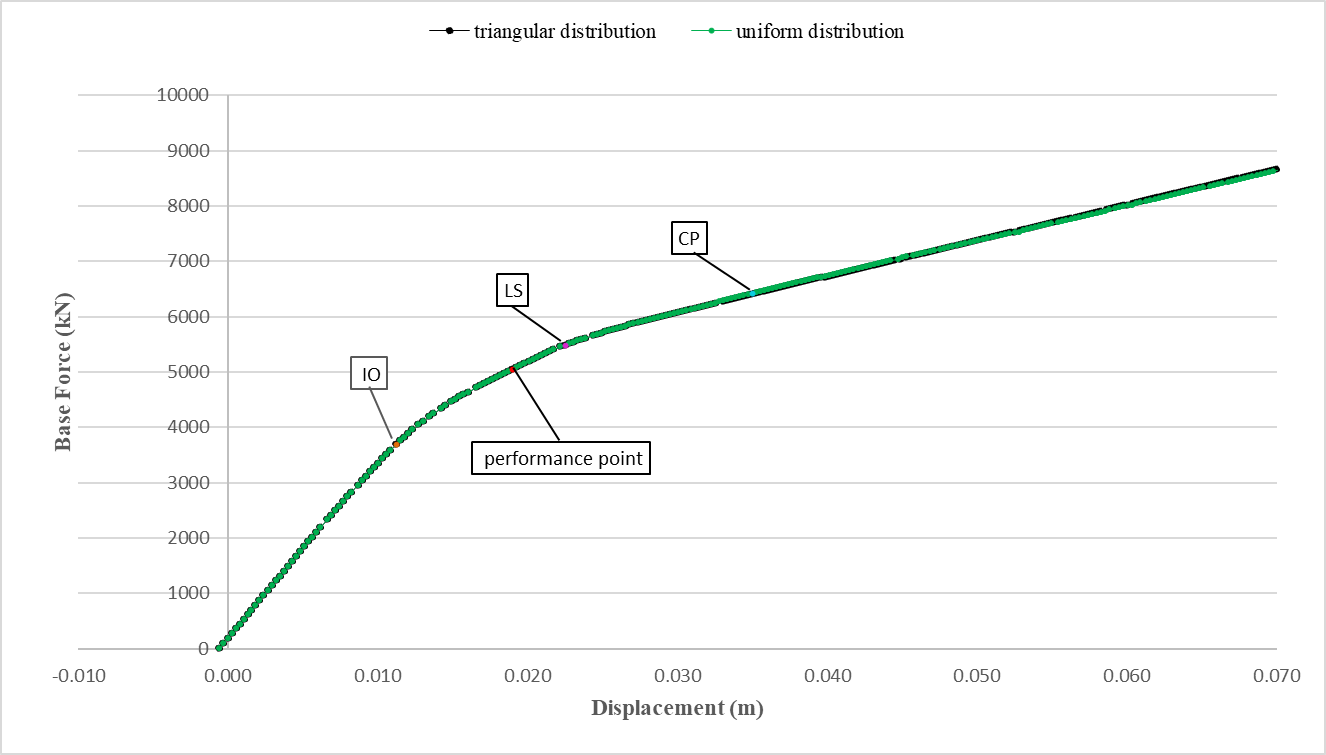 triangular distribution uniform distribution
10000
9000
8000
7000
6000
5000
4000
3000
2000
1000
0
CP
LS
IO
performance point
-0.010 0.000 0.010 0.020 0.030 0.040 0.050 0.060 0.070
Base Force (kN)
Displacement (m)